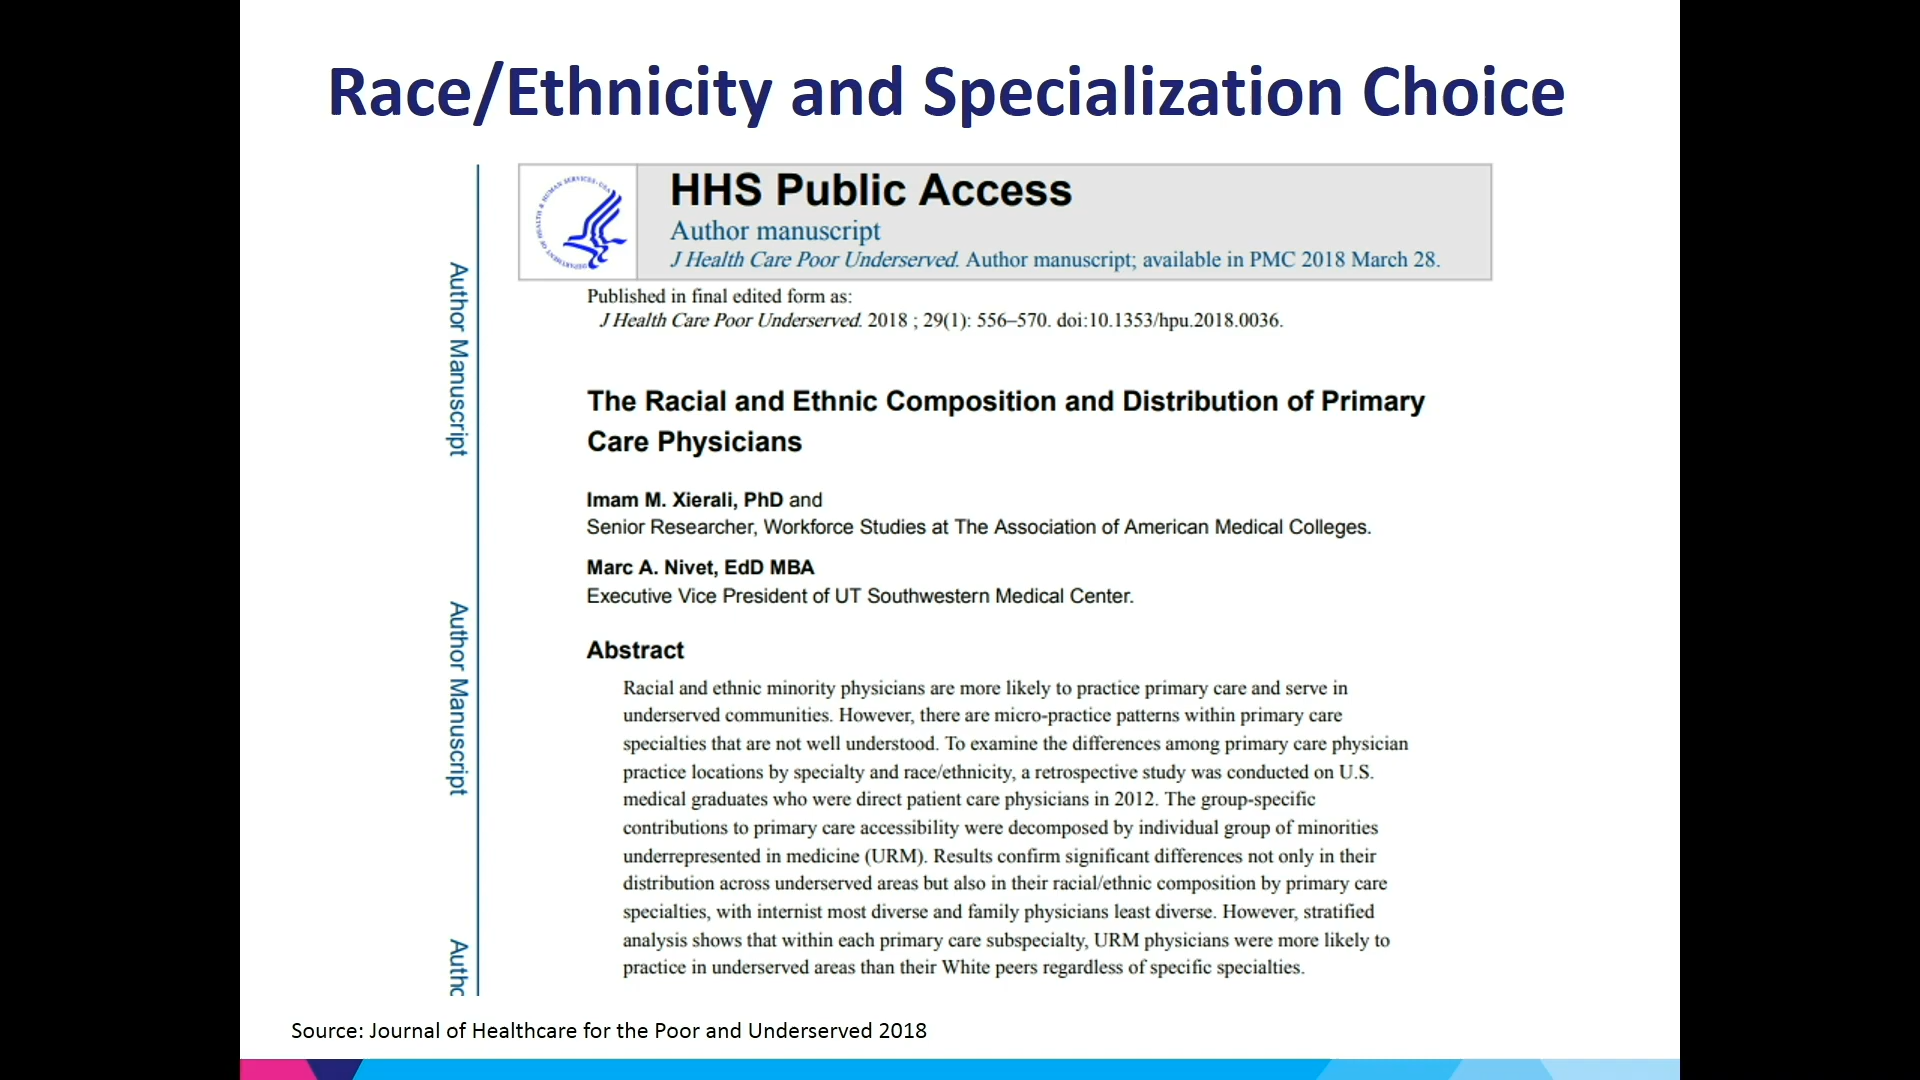 Race/Ethnicity and Specialization Choice
HHS Public Access
Author manuscript
J Health Care Poor Underserved. Author manuscript; available in PMC 2018 March 28.
DEPARTMENT OF HEALTH & HUMAN SERVICES · USA
Published in final edited form as:
J Health Care Poor Underserved. 2018 ; 29(1): 556–570. doi:10.1353/hpu.2018.0036.
The Racial and Ethnic Composition and Distribution of Primary
Care Physicians
Imam M. Xierali, PhD and
Senior Researcher, Workforce Studies at The Association of American Medical Colleges.
Marc A. Nivet, EdD MBA
Executive Vice President of UT Southwestern Medical Center.
Abstract
Racial and ethnic minority physicians are more likely to practice primary care and serve in
underserved communities. However, there are micro-practice patterns within primary care
specialties that are not well understood. To examine the differences among primary care physician
practice locations by specialty and race/ethnicity, a retrospective study was conducted on U.S.
medical graduates who were direct patient care physicians in 2012. The group-specific
contributions to primary care accessibility were decomposed by individual group of minorities
underrepresented in medicine (URM). Results confirm significant differences not only in their
distribution across underserved areas but also in their racial/ethnic composition by primary care
specialties, with internist most diverse and family physicians least diverse. However, stratified
analysis shows that within each primary care subspecialty, URM physicians were more likely to
practice in underserved areas than their White peers regardless of specific specialties.
Author Manuscript
Author Manuscript
Autho
Source: Journal of Healthcare for the Poor and Underserved 2018